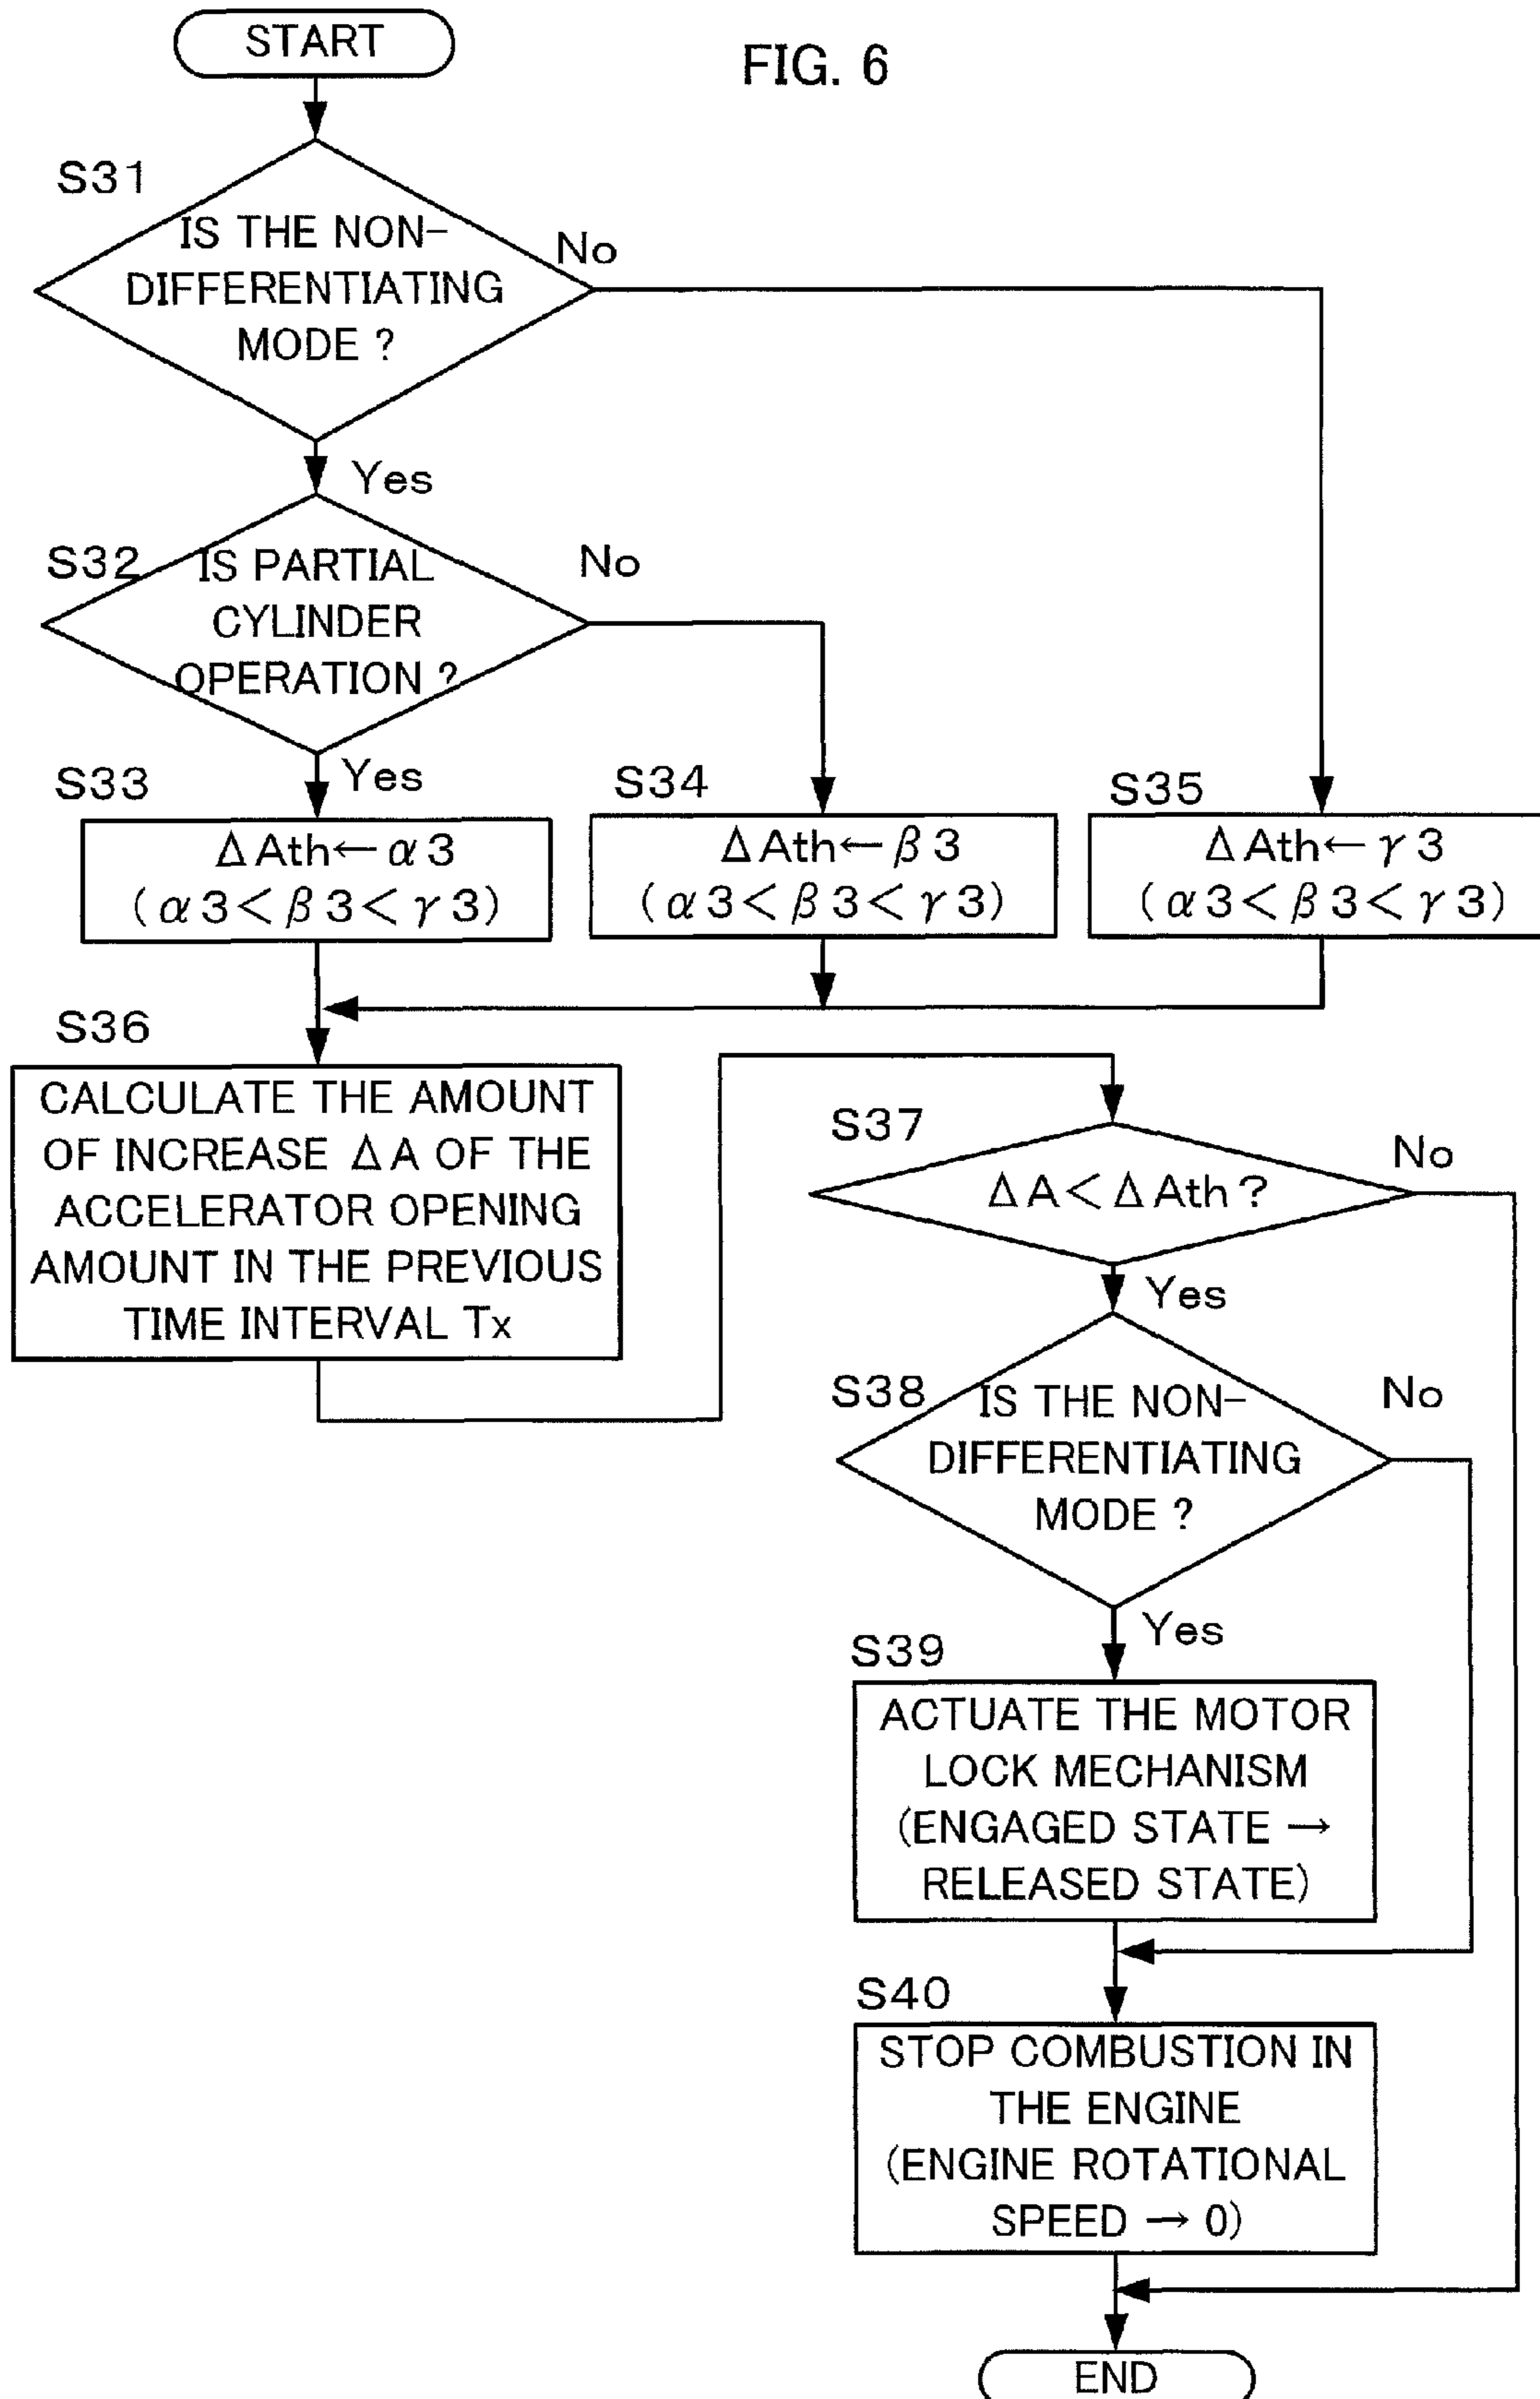 START
FIG. 6
S31
IS THE NON-
DIFFERENTIATING
MODE ?
No
Yes
S32
IS PARTIAL
CYLINDER
OPERATION ?
No
Yes
S33
ΔAth←α3
(α3<β3<γ3)
S34
ΔAth←β3
(α3<β3<γ3)
S35
ΔAth←γ3
(α3<β3<γ3)
S36
CALCULATE THE AMOUNT
OF INCREASE ΔA OF THE
ACCELERATOR OPENING
AMOUNT IN THE PREVIOUS
TIME INTERVAL Tx
S37
ΔA<ΔAth?
No
Yes
S38
IS THE NON-
DIFFERENTIATING
MODE ?
No
Yes
S39
ACTUATE THE MOTOR
LOCK MECHANISM
(ENGAGED STATE →
RELEASED STATE)
S40
STOP COMBUSTION IN
THE ENGINE
(ENGINE ROTATIONAL
SPEED → 0)
END